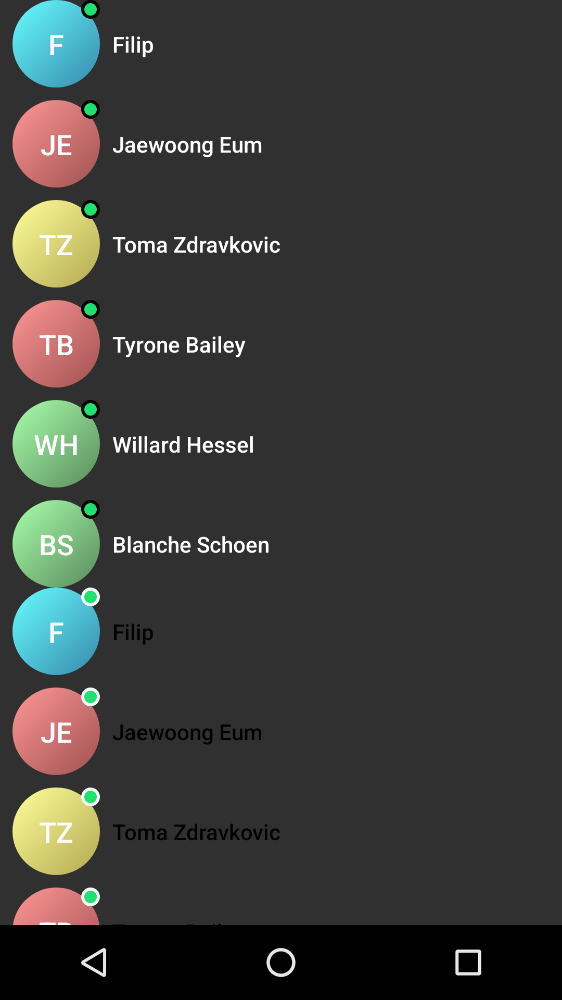 F
Filip
JE
Jaewoong Eum
TZ
Toma Zdravkovic
TB
Tyrone Bailey
WH
Willard Hessel
BS
Blanche Schoen
F
Filip
JE
Jaewoong Eum
TZ
Toma Zdravkovic